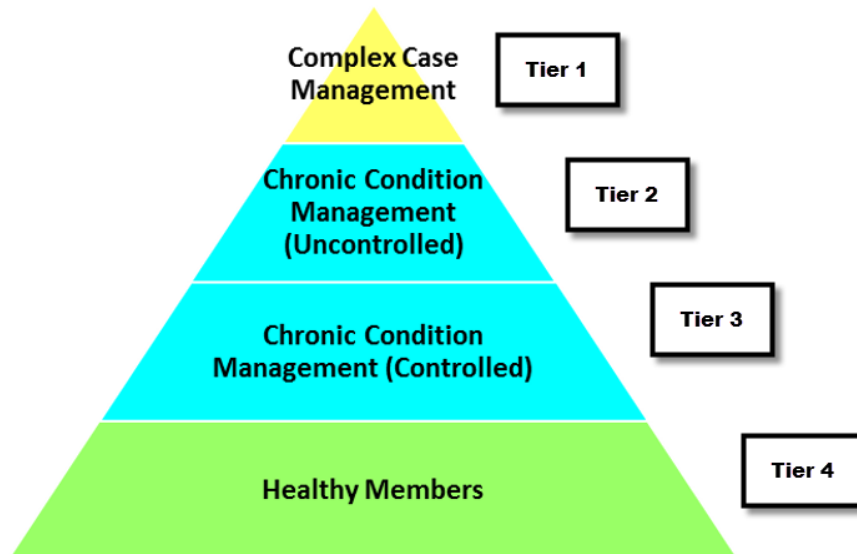 Complex Case
Management
Tier 1
Chronic Condition
Management
(Uncontrolled)
Tier 2
Chronic Condition
Management (Controlled)
Tier 3
Healthy Members
Tier 4